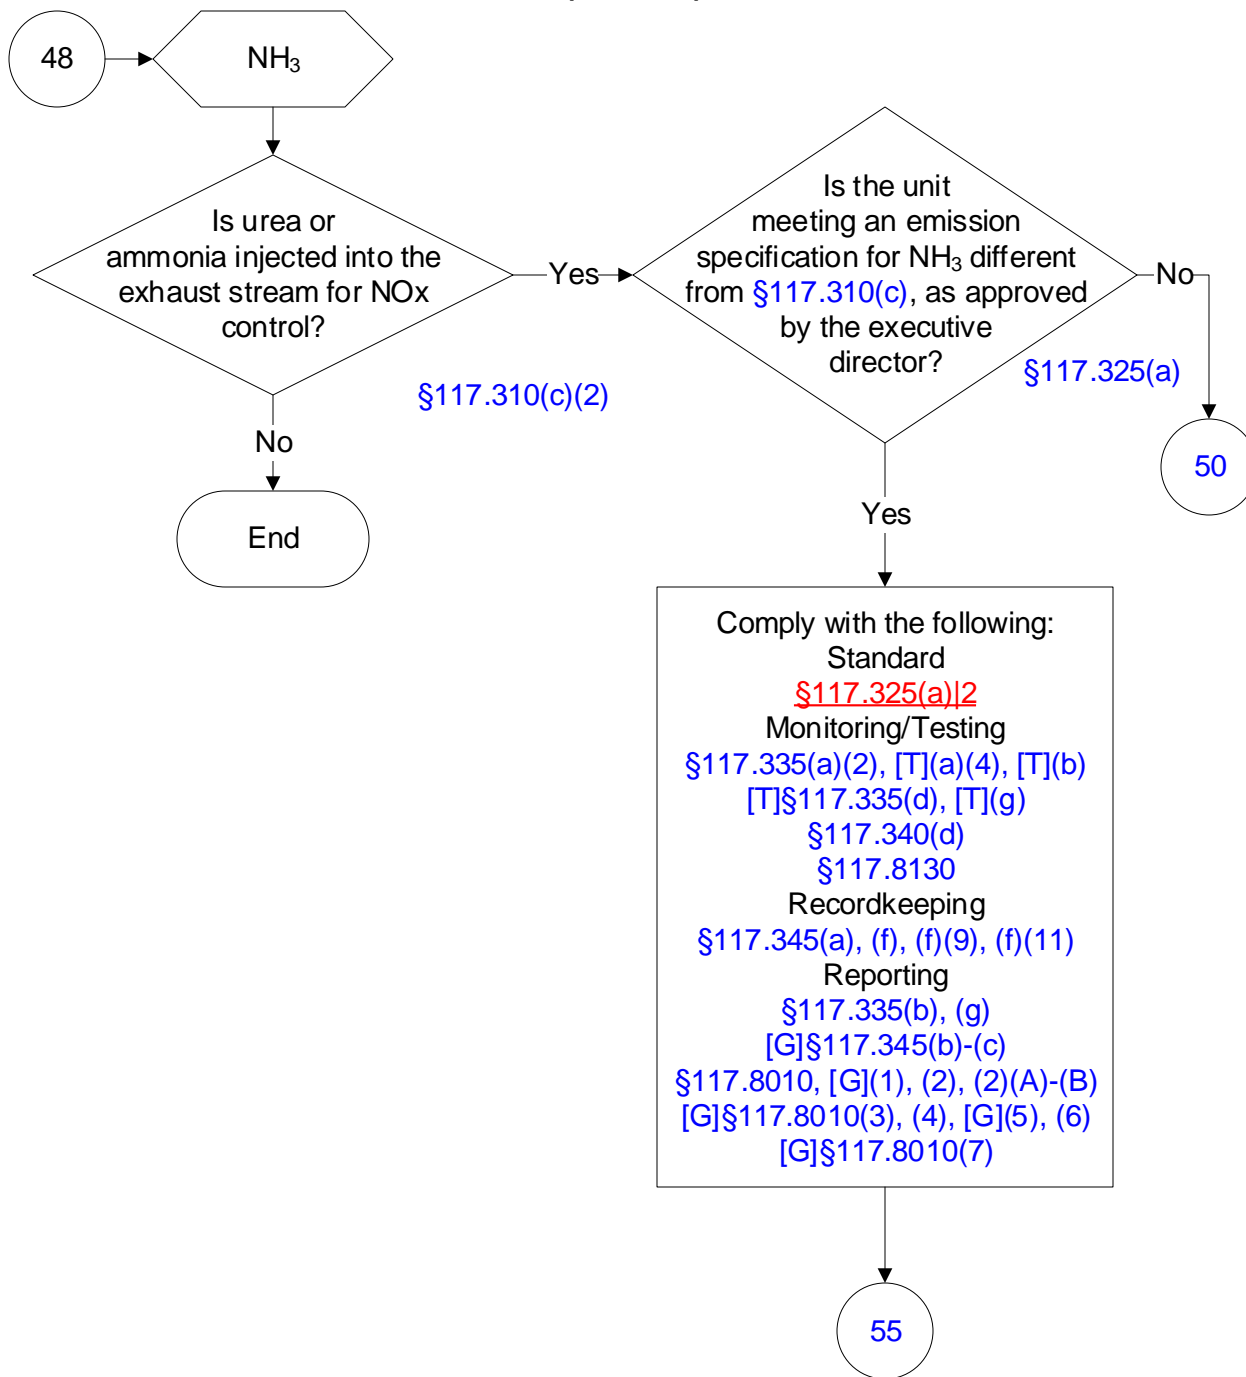 48
NH₃
Is urea or
ammonia injected into the
exhaust stream for NOx
control?
§117.310(c)(2)
Yes
No
End
Is the unit
meeting an emission
specification for NH₃ different
from §117.310(c), as approved
by the executive
director?
§117.325(a)
No
50
Yes
Comply with the following:
Standard
§117.325(a)|2
Monitoring/Testing
§117.335(a)(2), [T](a)(4), [T](b)
[T]§117.335(d), [T](g)
§117.340(d)
§117.8130
Recordkeeping
§117.345(a), (f), (f)(9), (f)(11)
Reporting
§117.335(b), (g)
[G]§117.345(b)-(c)
§117.8010, [G](1), (2), (2)(A)-(B)
[G]§117.8010(3), (4), [G](5), (6)
[G]§117.8010(7)
55